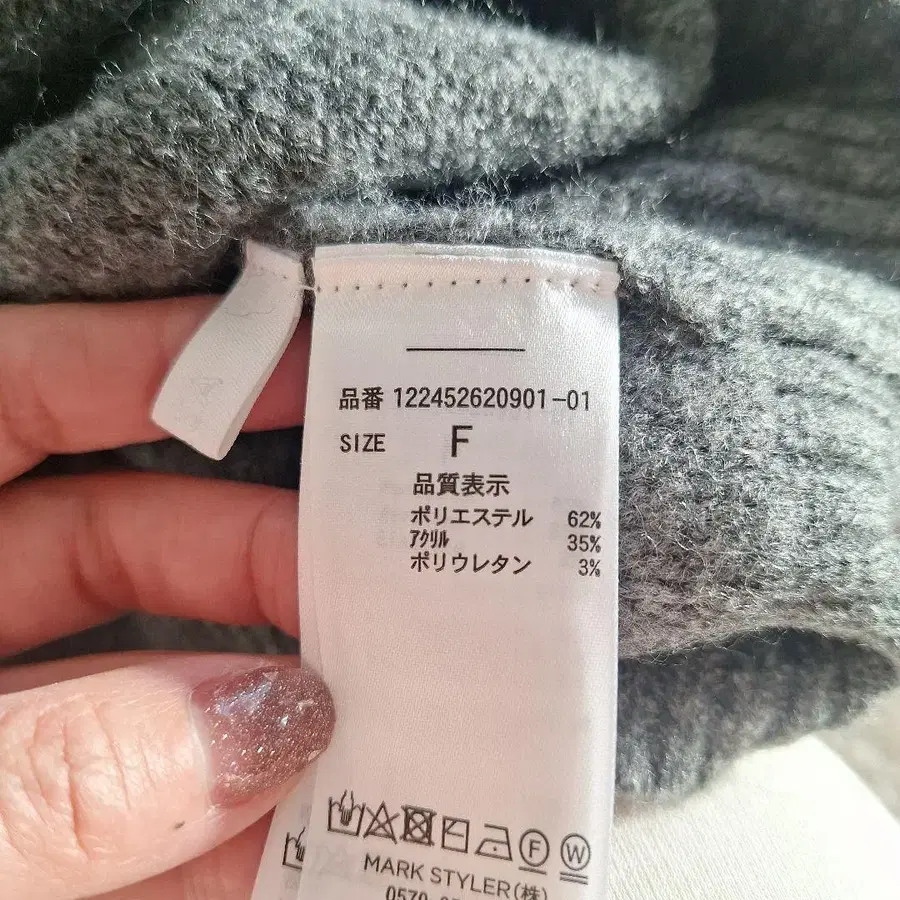 品番 122452620901-01
SIZE F
品質表示
ポリエステル 62%
アクリル 35%
ポリウレタン 3%
F W
MARK STYLER(株)